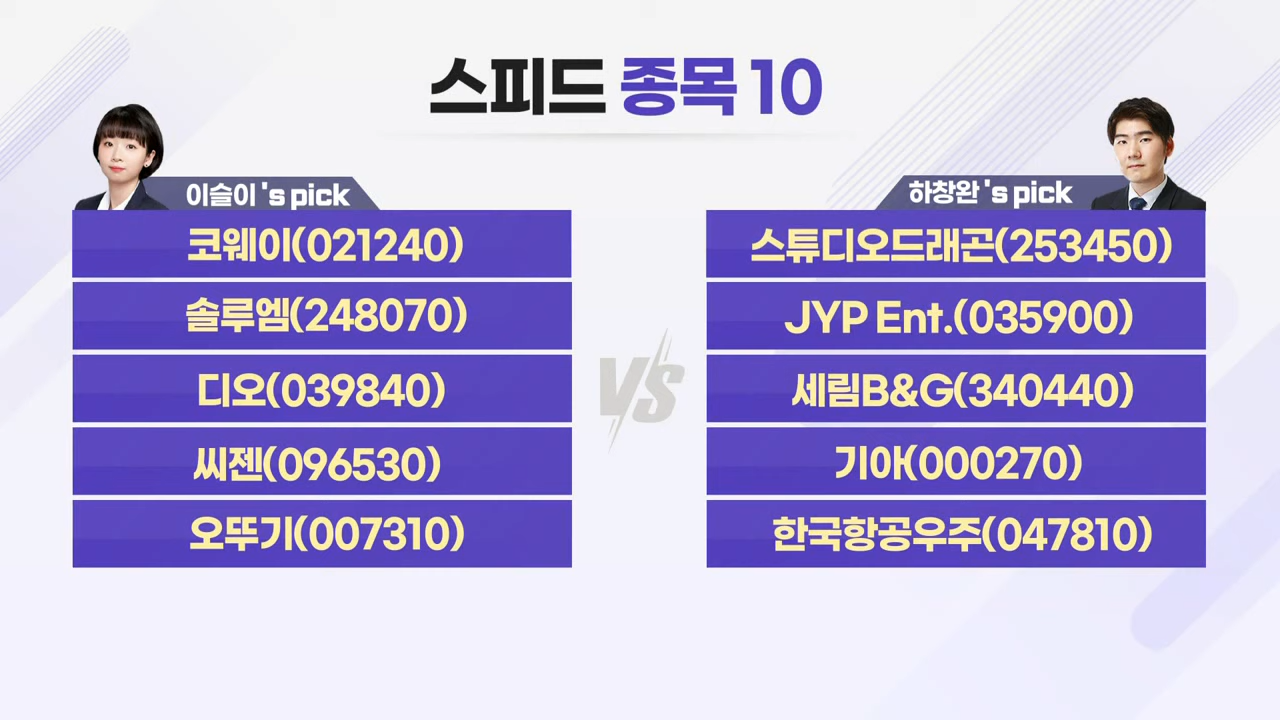 스피드 종목 10
이슬이 's pick
코웨이(021240)
솔루엠(248070)
디오(039840)
씨젠(096530)
오뚜기(007310)
VS
하창완 's pick
스튜디오드래곤(253450)
JYP Ent.(035900)
세림B&G(340440)
기아(000270)
한국항공우주(047810)